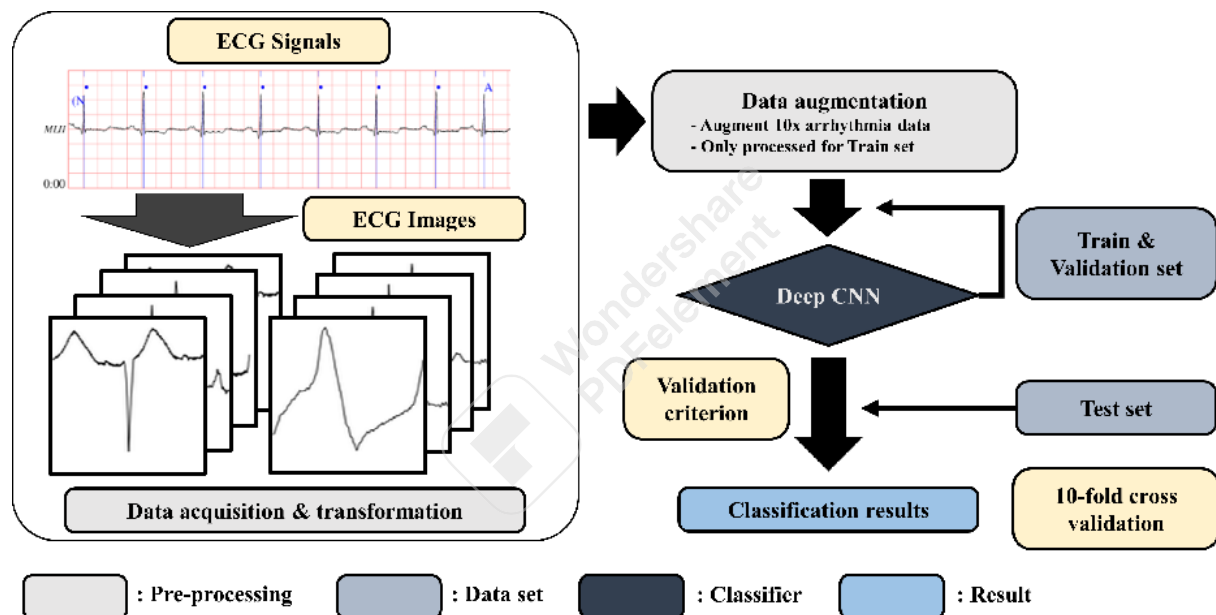 ECG Signals
(N
A
MLII
0:00
ECG Images
Data acquisition & transformation
Data augmentation
- Augment 10x arrhythmia data
- Only processed for Train set
Train &
Validation set
Deep CNN
Validation
criterion
Test set
Classification results
10-fold cross
validation
: Pre-processing
: Data set
: Classifier
: Result
Wondershare
PDFelement